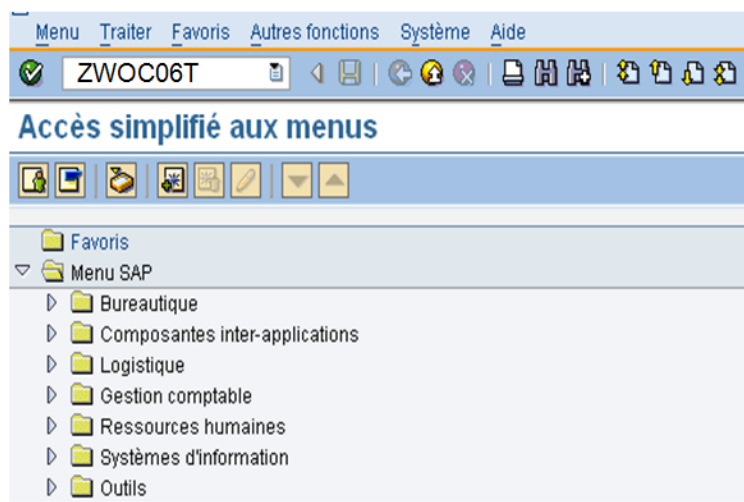 Menu Traiter Favoris Autres fonctions Système Aide
ZWOC06T
Accès simplifié aux menus
Favoris
Menu SAP
Bureautique
Composantes inter-applications
Logistique
Gestion comptable
Ressources humaines
Systèmes d'information
Outils